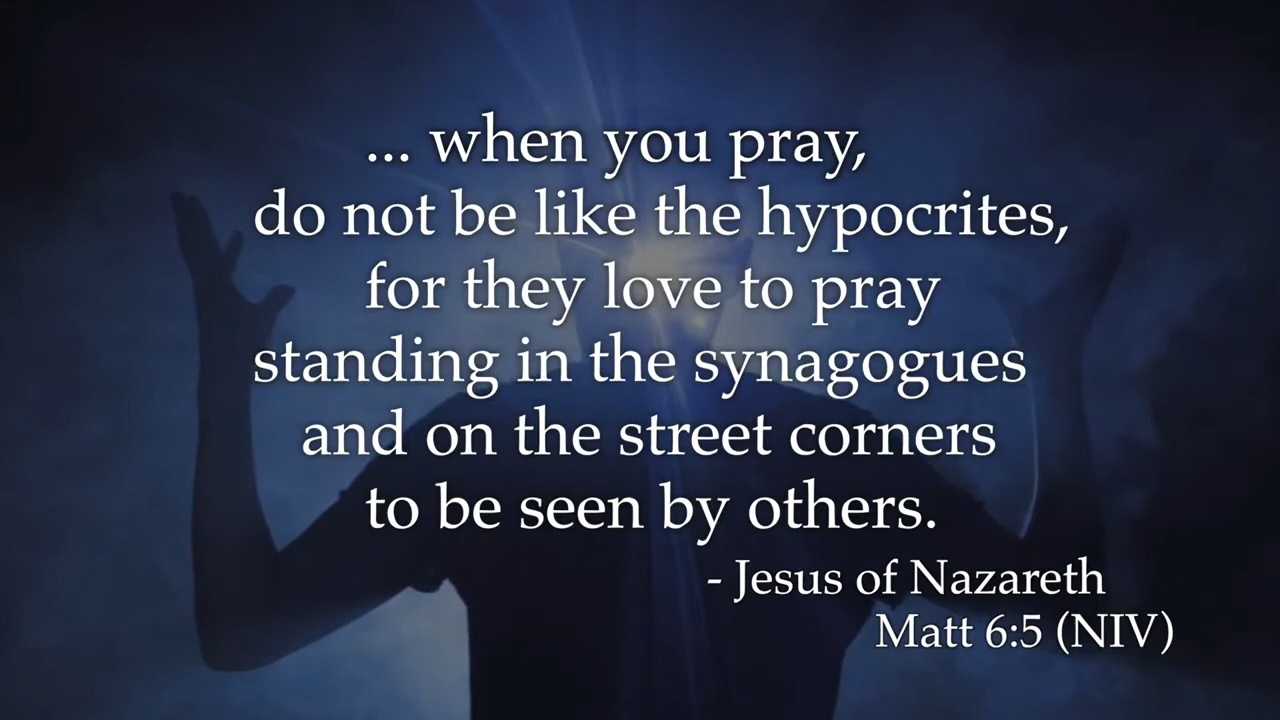 ... when you pray,
do not be like the hypocrites,
for they love to pray
standing in the synagogues
and on the street corners
to be seen by others.
- Jesus of Nazareth
Matt 6:5 (NIV)